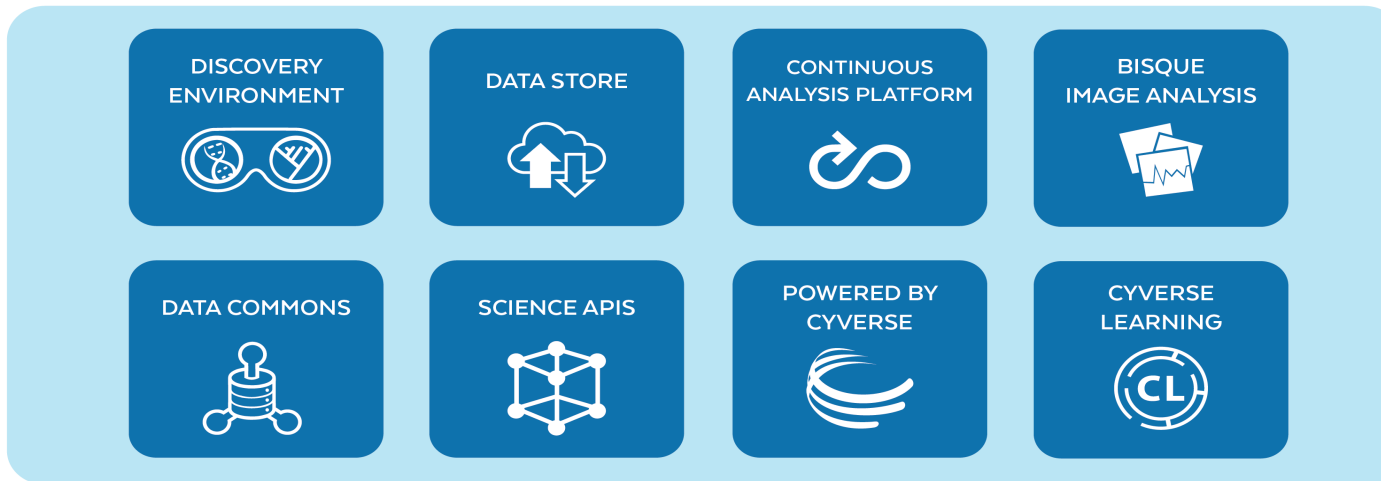 DISCOVERY
ENVIRONMENT
DATA STORE
CONTINUOUS
ANALYSIS PLATFORM
BISQUE
IMAGE ANALYSIS
DATA COMMONS
SCIENCE APIS
POWERED BY
CYVERSE
CYVERSE
LEARNING
CL